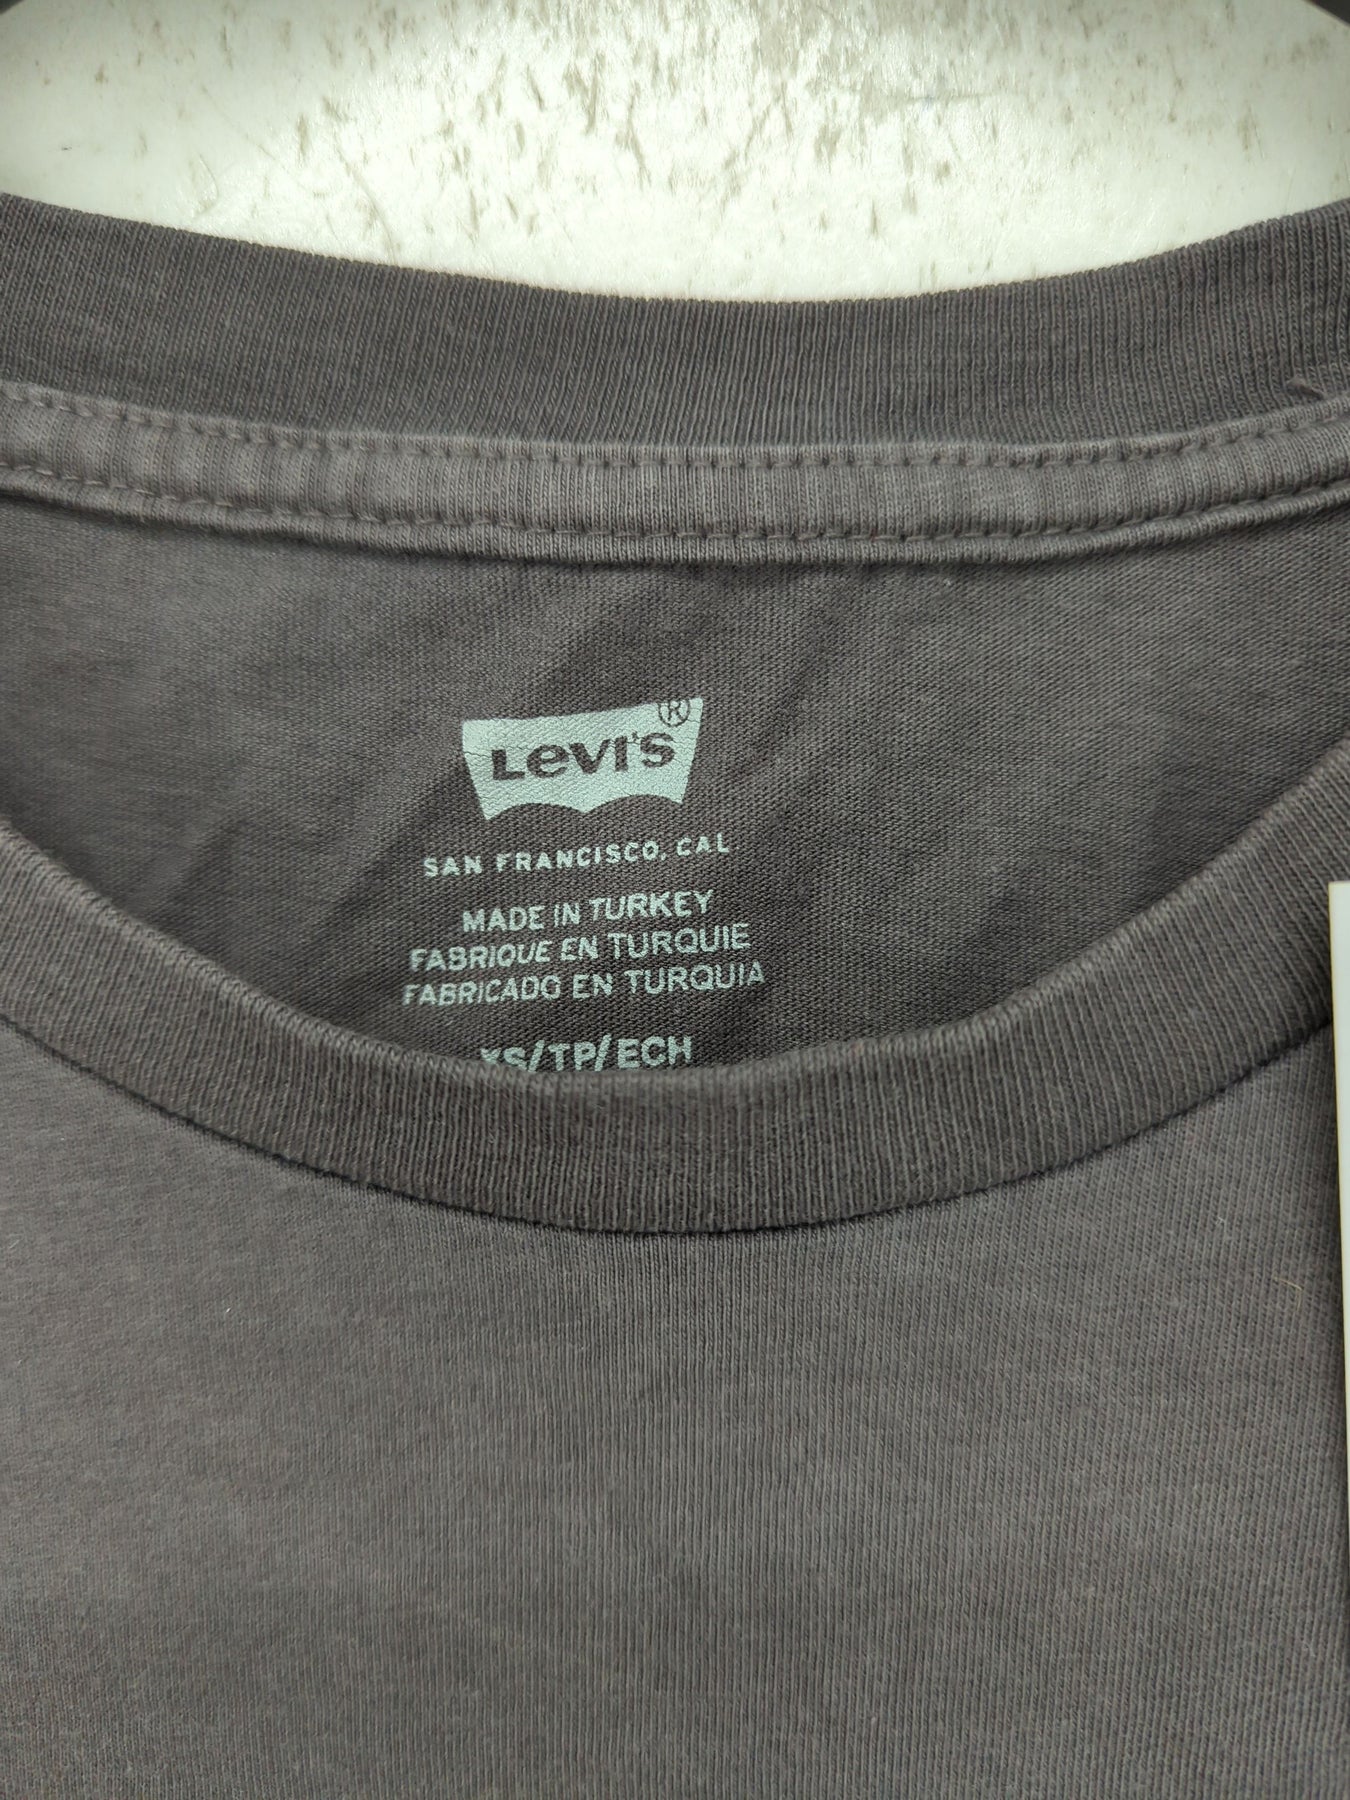 Levi's®
SAN FRANCISCO, CAL
MADE IN TURKEY
FABRIQUE EN TURQUIE
FABRICADO EN TURQUIA
XS/TP/ECH